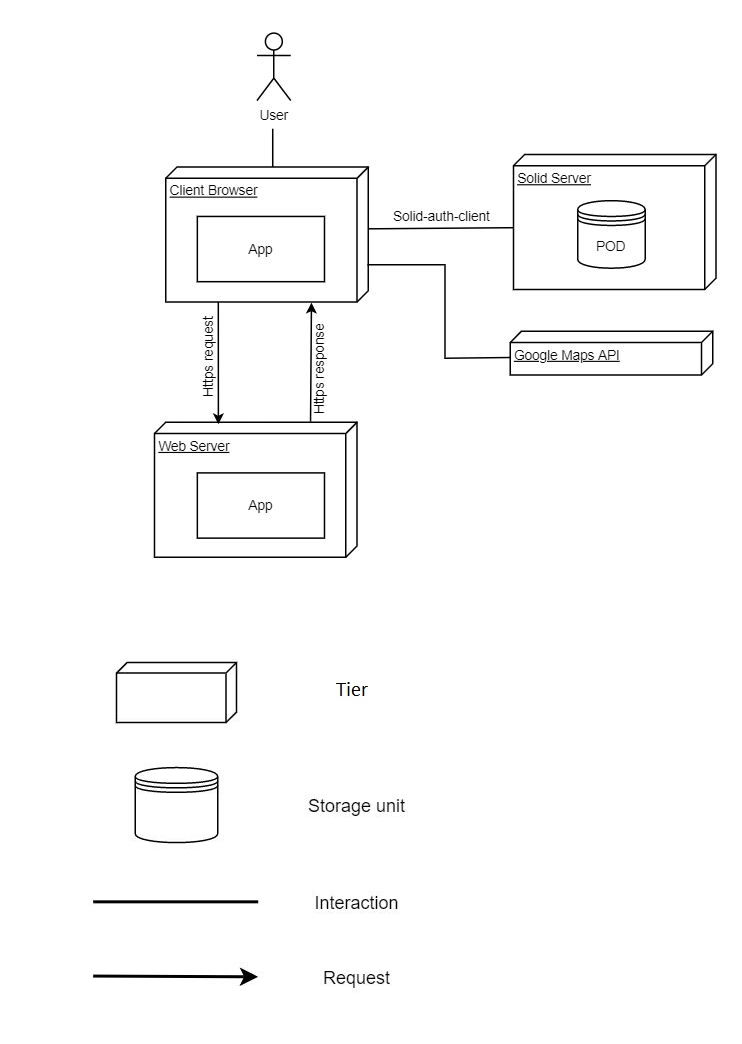 User
Client Browser
App
Solid-auth-client
Solid Server
POD
Google Maps API
Https request
Https response
Web Server
App
Tier
Storage unit
Interaction
Request